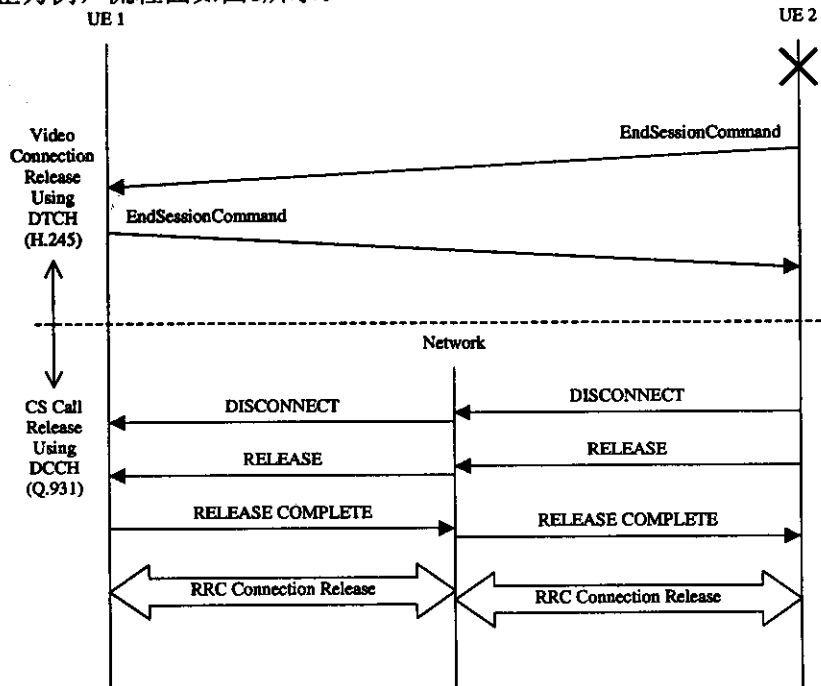 UE 1
UE 2
Video
Connection
Release
Using
DTCH
(H.245)
EndSessionCommand
EndSessionCommand
Network
CS Call
Release
Using
DCCH
(Q.931)
DISCONNECT
DISCONNECT
RELEASE
RELEASE
RELEASE COMPLETE
RELEASE COMPLETE
RRC Connection Release
RRC Connection Release